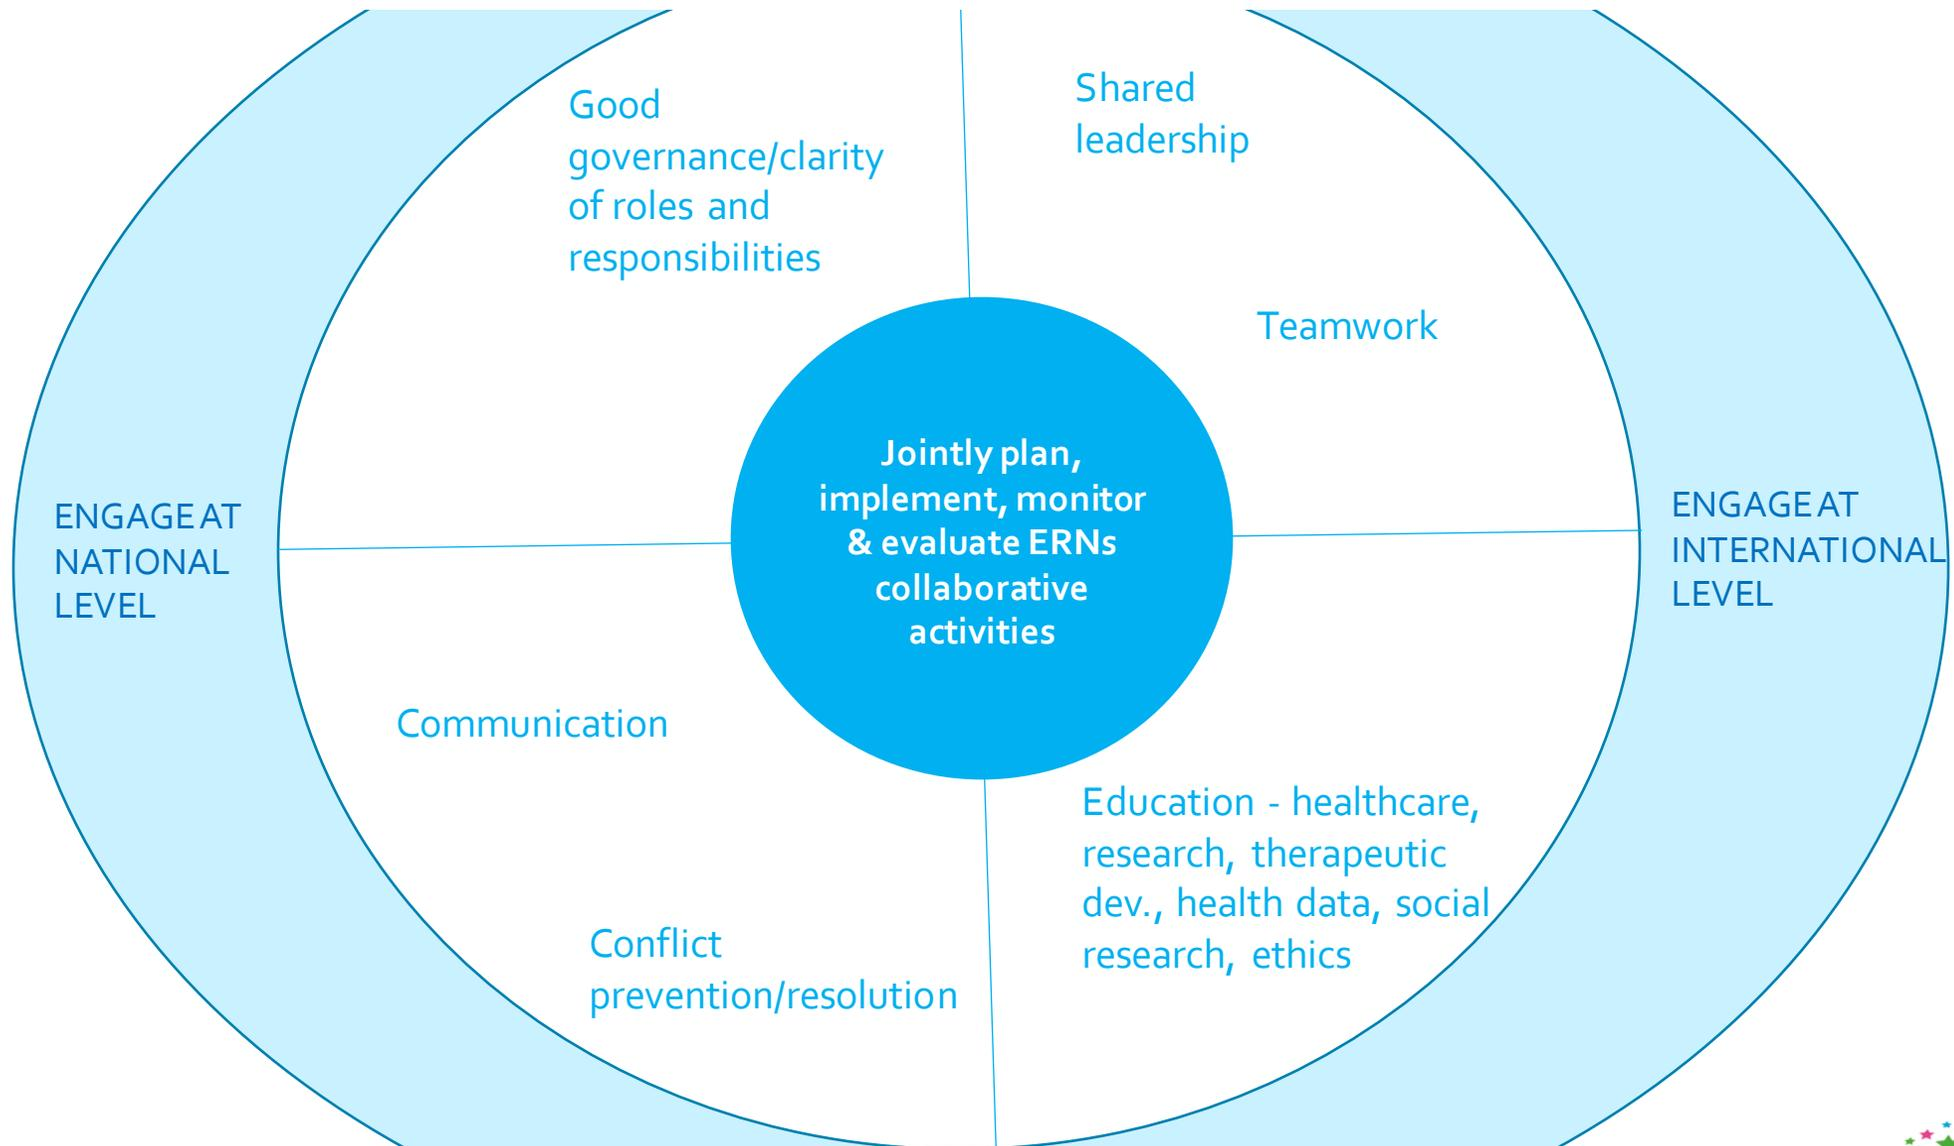 Good
governance/clarity
of roles and
responsibilities
Shared
leadership
Teamwork
Jointly plan,
implement, monitor
& evaluate ERNs
collaborative
activities
ENGAGE AT
NATIONAL
LEVEL
ENGAGE AT
INTERNATIONAL
LEVEL
Communication
Conflict
prevention/resolution
Education - healthcare,
research, therapeutic
dev., health data, social
research, ethics